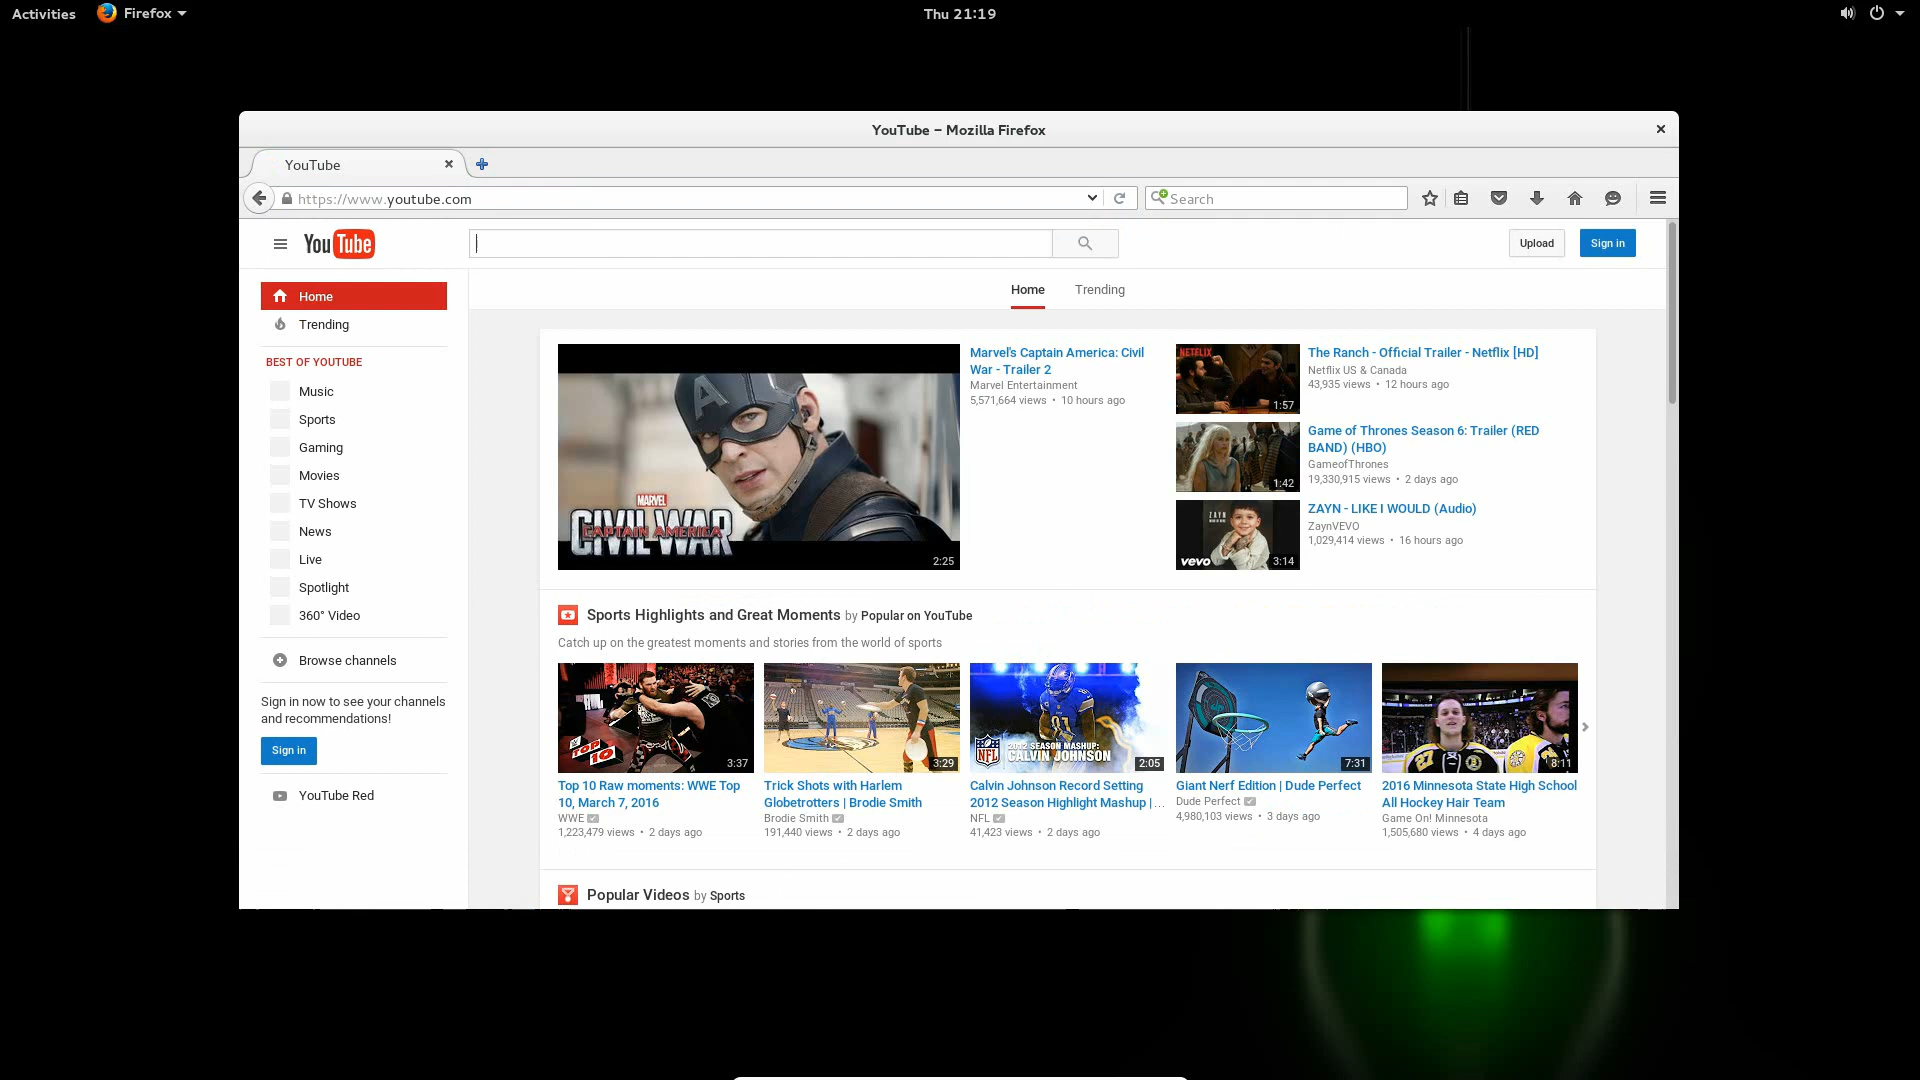 Activities
Firefox
Thu 21:19
YouTube – Mozilla Firefox
YouTube
https://www.youtube.com
Search
YouTube
Upload
Sign in
Home
Trending
BEST OF YOUTUBE
Music
Sports
Gaming
Movies
TV Shows
News
Live
Spotlight
360° Video
Browse channels
Sign in now to see your channels
and recommendations!
Sign in
YouTube Red
Home
Trending
MARVEL
CIVIL WAR
CAPTAIN AMERICA
2:25
Marvel's Captain America: Civil
War - Trailer 2
Marvel Entertainment
5,571,664 views • 10 hours ago
NETFLIX
1:57
The Ranch - Official Trailer - Netflix [HD]
Netflix US & Canada
43,935 views • 12 hours ago
1:42
Game of Thrones Season 6: Trailer (RED
BAND) (HBO)
GameofThrones
19,330,915 views • 2 days ago
ZAYN
vevo
3:14
ZAYN - LIKE I WOULD (Audio)
ZaynVEVO
1,029,414 views • 16 hours ago
Sports Highlights and Great Moments by Popular on YouTube
Catch up on the greatest moments and stories from the world of sports
TOP 10
3:37
Top 10 Raw moments: WWE Top
10, March 7, 2016
WWE
1,223,479 views • 2 days ago
3:29
Trick Shots with Harlem
Globetrotters | Brodie Smith
Brodie Smith
191,440 views • 2 days ago
81
NFL
2012 SEASON MASHUP:
CALVIN JOHNSON
2:05
Calvin Johnson Record Setting
2012 Season Highlight Mashup | ...
NFL
41,423 views • 2 days ago
7:31
Giant Nerf Edition | Dude Perfect
Dude Perfect
4,980,103 views • 3 days ago
8:11
2016 Minnesota State High School
All Hockey Hair Team
Game On! Minnesota
1,505,680 views • 4 days ago
Popular Videos by Sports